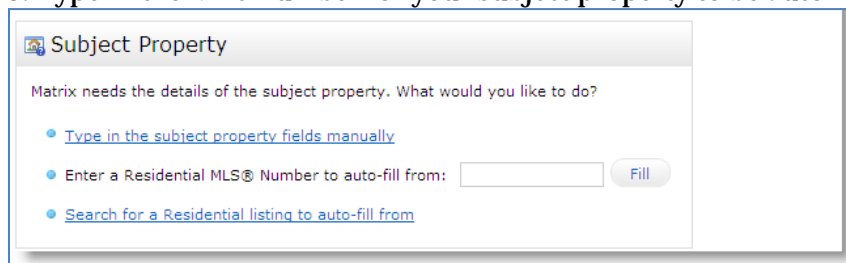 Subject Property
Matrix needs the details of the subject property. What would you like to do?
Type in the subject property fields manually
Enter a Residential MLS® Number to auto-fill from: Fill
Search for a Residential listing to auto-fill from